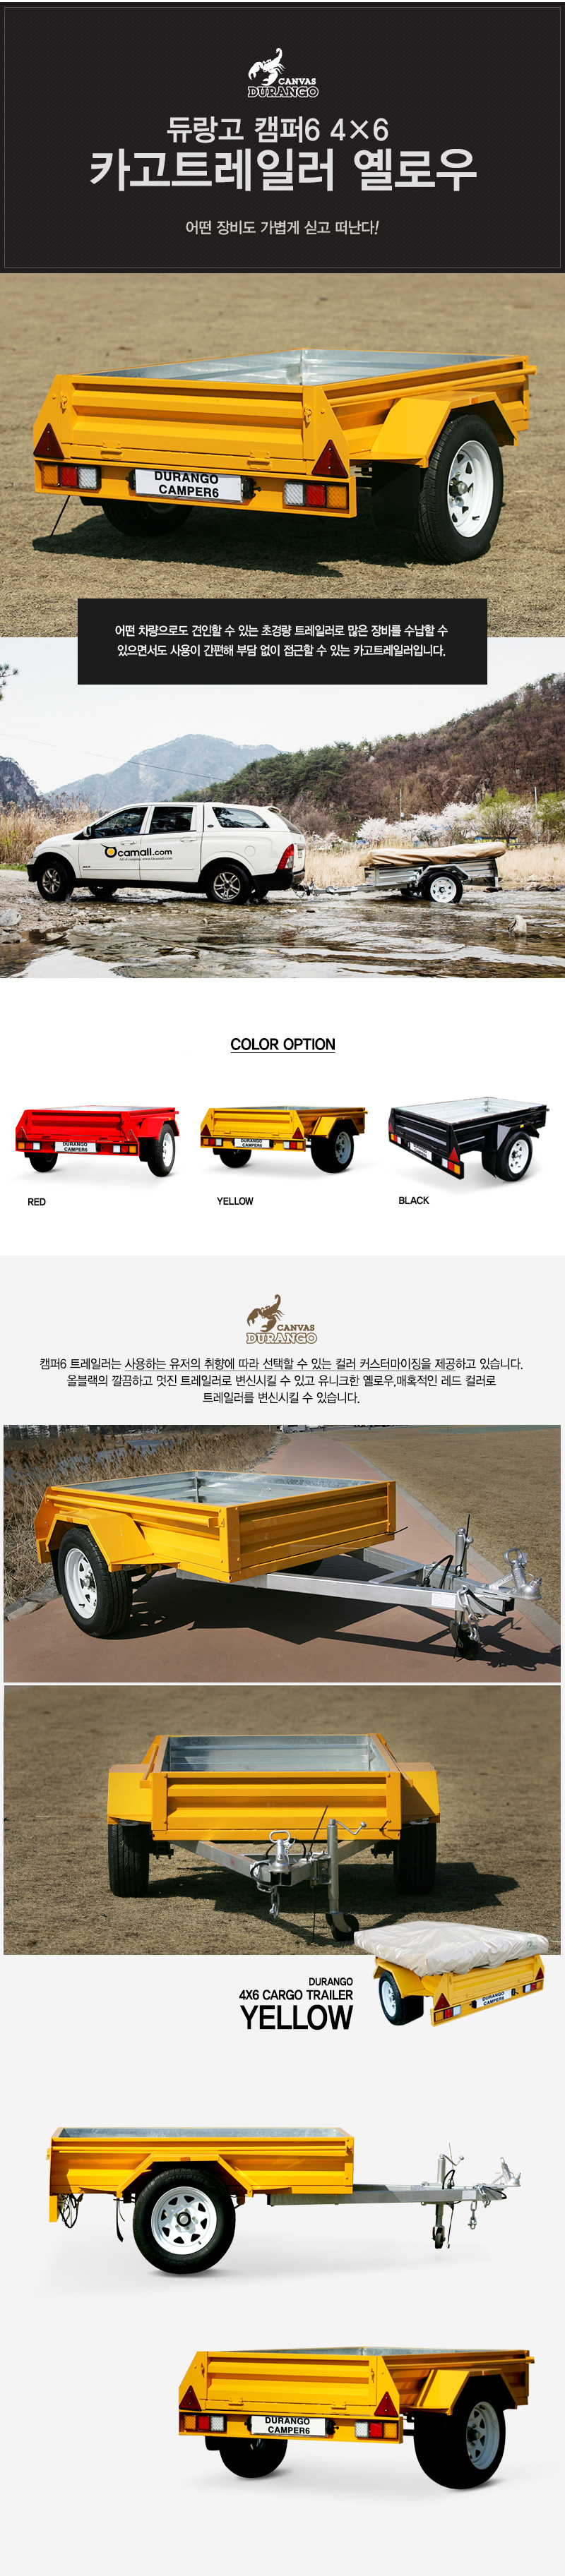 CANVAS
DURANGO
듀랑고 캠퍼6 4×6
카고트레일러 옐로우
어떤 장비도 가볍게 싣고 떠난다!
DURANGO
CAMPER6
어떤 차량으로도 견인할 수 있는 초경량 트레일러로 많은 장비를 수납할 수
있으면서도 사용이 간편해 부담 없이 접근할 수 있는 카고트레일러입니다.
Ocamall.com
COLOR OPTION
DURANGO
CAMPER6
DURANGO
CAMPER6
RED
YELLOW
BLACK
CANVAS
DURANGO
캠퍼6 트레일러는 사용하는 유저의 취향에 따라 선택할 수 있는 컬러 커스터마이징을 제공하고 있습니다.
올블랙의 깔끔하고 멋진 트레일러로 변신시킬 수 있고 유니크한 옐로우,매혹적인 레드 컬러로
트레일러를 변신시킬 수 있습니다.
DURANGO
4X6 CARGO TRAILER
YELLOW
DURANGO
CAMPER6
DURANGO
CAMPER6